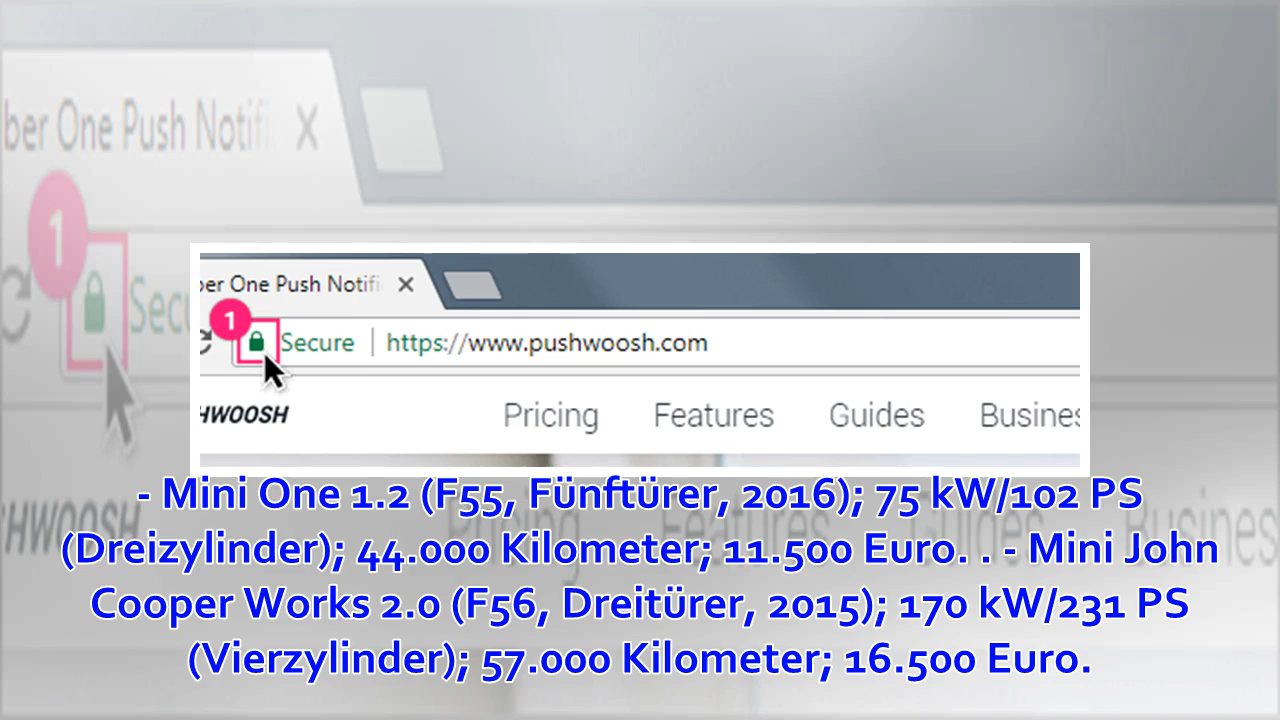 ber One Push Notifi
1
Secure
https://www.pushwoosh.com
HWOOSH
Pricing
Features
Guides
Busines
- Mini One 1.2 (F55, Fünftürer, 2016); 75 kW/102 PS
(Dreizylinder); 44.000 Kilometer; 11.500 Euro. . - Mini John
Cooper Works 2.0 (F56, Dreitürer, 2015); 170 kW/231 PS
(Vierzylinder); 57.000 Kilometer; 16.500 Euro.